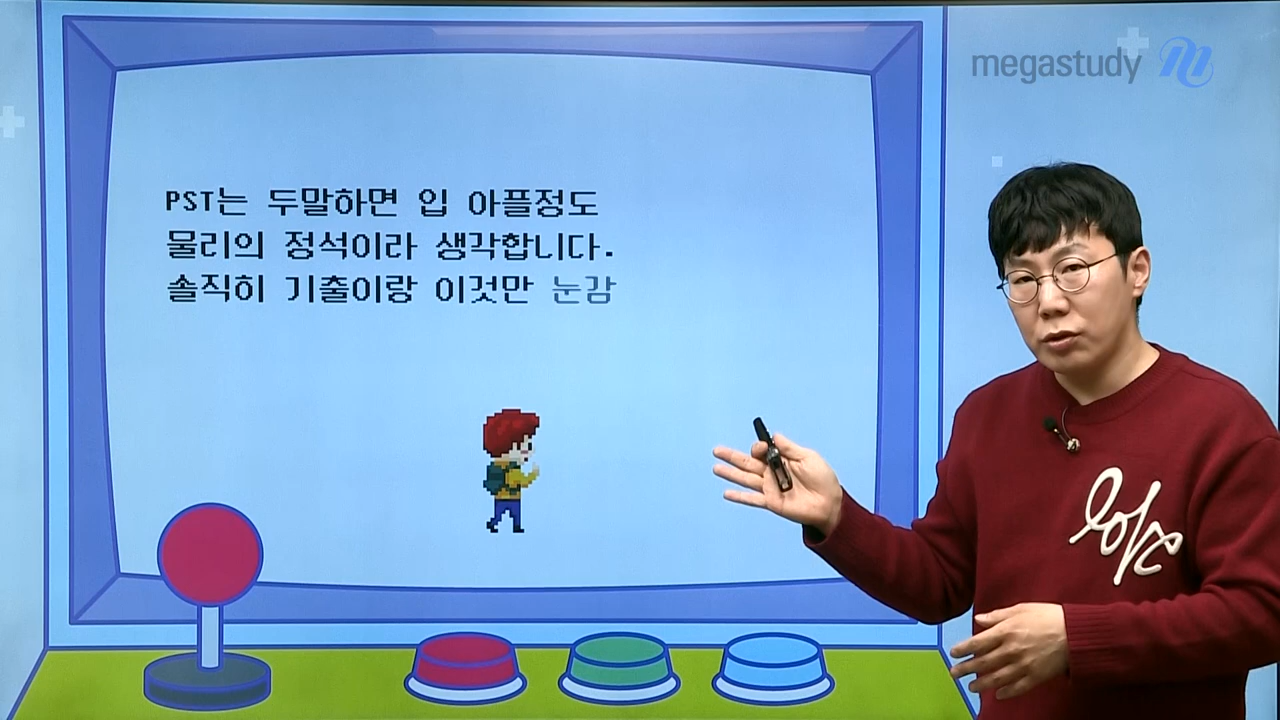 megastudy
PST는 두말하면 입 아플정도
물리의 정석이라 생각합니다.
솔직히 기출이랑 이것만 눈감